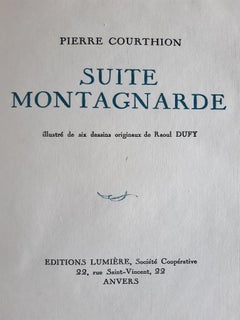 PIERRE COURTHION
SUITE
MONTAGNARDE
illustré de six dessins originaux de Raoul DUFY
EDITIONS LUMIÈRE, Société Coopérative
22, rue Saint-Vincent, 22
ANVERS